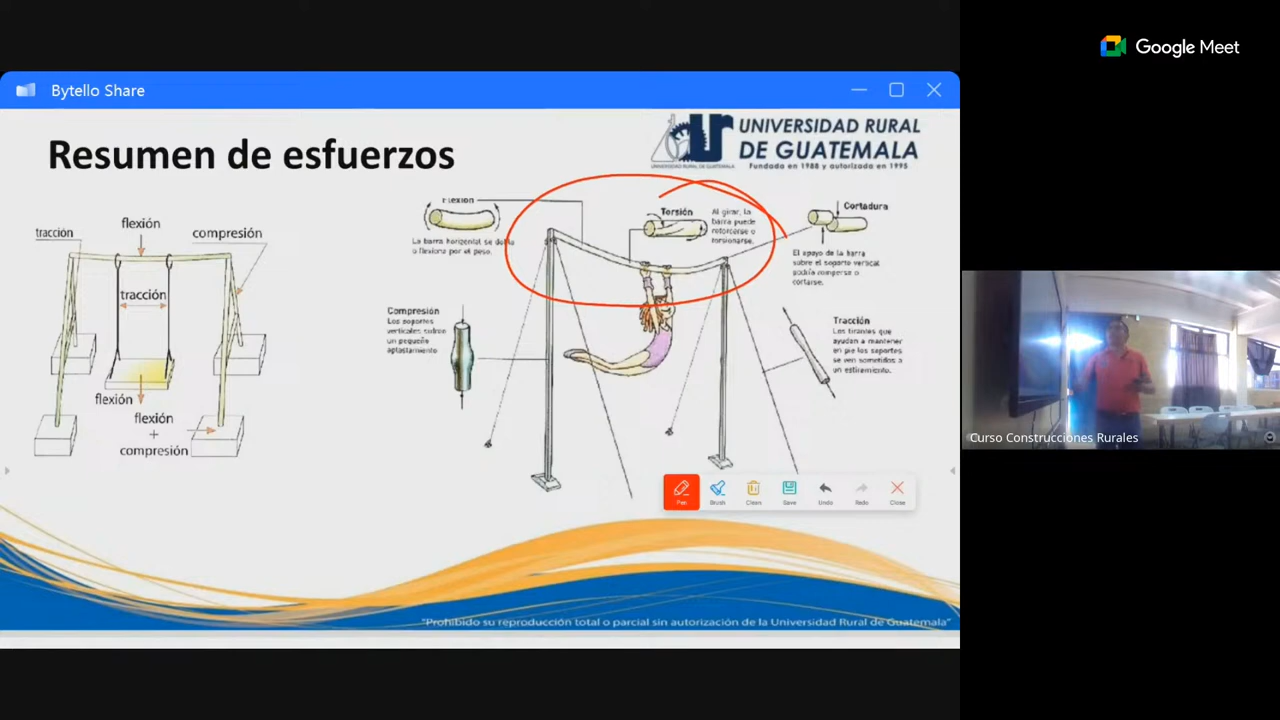 Google Meet
Bytello Share
Resumen de esfuerzos
UNIVERSIDAD RURAL
DE GUATEMALA
UNIVERSIDAD RURAL DE GUATEMALA
Fundada en 1988 y autorizada en 1995
flexión
tracción
compresión
tracción
flexión
flexión
+
compresión
Flexión
La barra horizontal se dobla
o flexiona por el peso.
Torsión
Al girar, la
barra puede
retorcerse o
torsionarse.
Cortadura
El apoyo de la barra
sobre el soporte vertical
podría romperse o
cortarse.
Compresión
Los soportes
verticales sufren
un pequeño
aplastamiento
Tracción
Los tirantes que
ayudan a mantener
en pie los soportes
se ven sometidos a
un estiramiento.
Pen
Brush
Clean
Save
Undo
Redo
Close
"Prohibido su reproducción total o parcial sin autorización de la Universidad Rural de Guatemala"
Curso Construcciones Rurales